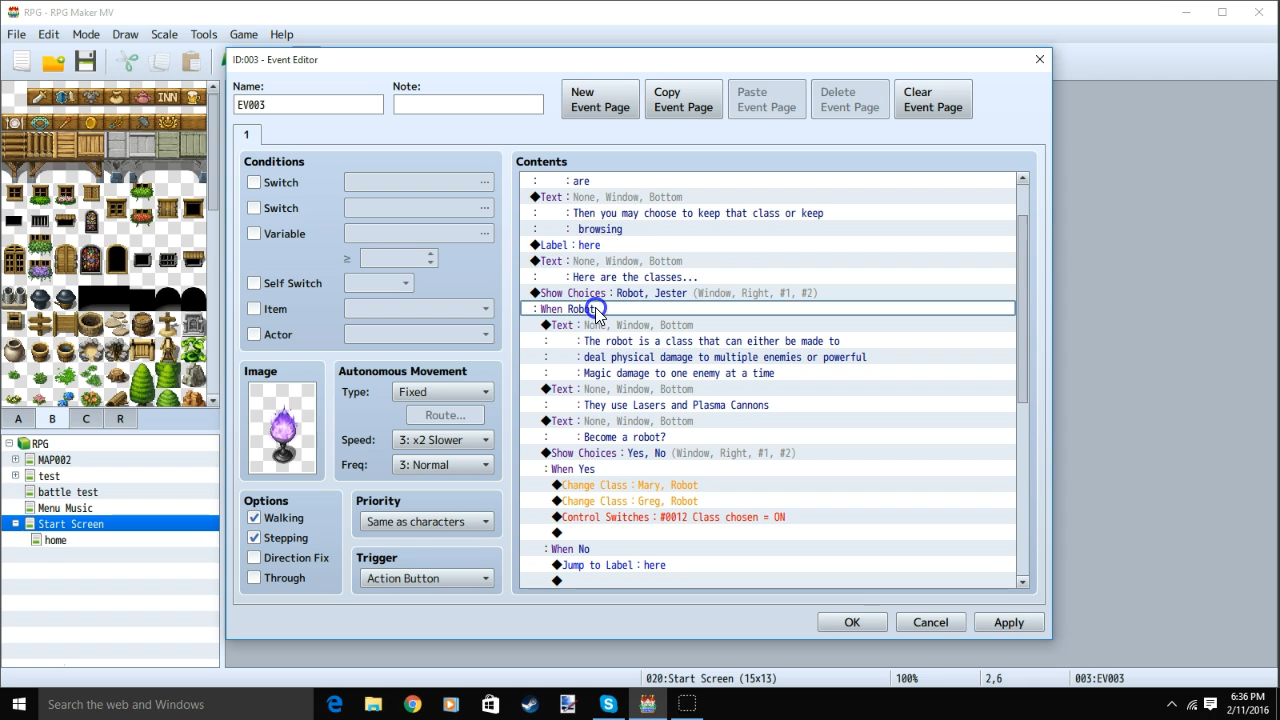 RPG - RPG Maker MV
File Edit Mode Draw Scale Tools Game Help
ID:003 - Event Editor
Name:
Note:
EV003
New
Event Page
Copy
Event Page
Paste
Event Page
Delete
Event Page
Clear
Event Page
1
INN
Conditions
Switch
Switch
Variable
≥
Self Switch
Item
Actor
Image
Autonomous Movement
Type: Fixed
Route...
Speed: 3: x2 Slower
Freq: 3: Normal
Options
Walking
Stepping
Direction Fix
Through
Priority
Same as characters
Trigger
Action Button
Contents
: : are
◆Text : None, Window, Bottom
: : Then you may choose to keep that class or keep
: : browsing
◆Label : here
◆Text : None, Window, Bottom
: : Here are the classes...
◆Show Choices : Robot, Jester (Window, Right, #1, #2)
: When Robot
◆Text : None, Window, Bottom
: : The robot is a class that can either be made to
: : deal physical damage to multiple enemies or powerful
: : Magic damage to one enemy at a time
◆Text : None, Window, Bottom
: : They use Lasers and Plasma Cannons
◆Text : None, Window, Bottom
: : Become a robot?
◆Show Choices : Yes, No (Window, Right, #1, #2)
: When Yes
◆Change Class : Mary, Robot
◆Change Class : Greg, Robot
◆Control Switches : #0012 Class chosen = ON
◆
: When No
◆Jump to Label : here
◆
OK Cancel Apply
A B C R
RPG
MAP002
test
battle test
Menu Music
Start Screen
home
020:Start Screen (15x13) 100% 2,6 003:EV003
Search the web and Windows
6:36 PM
2/11/2016